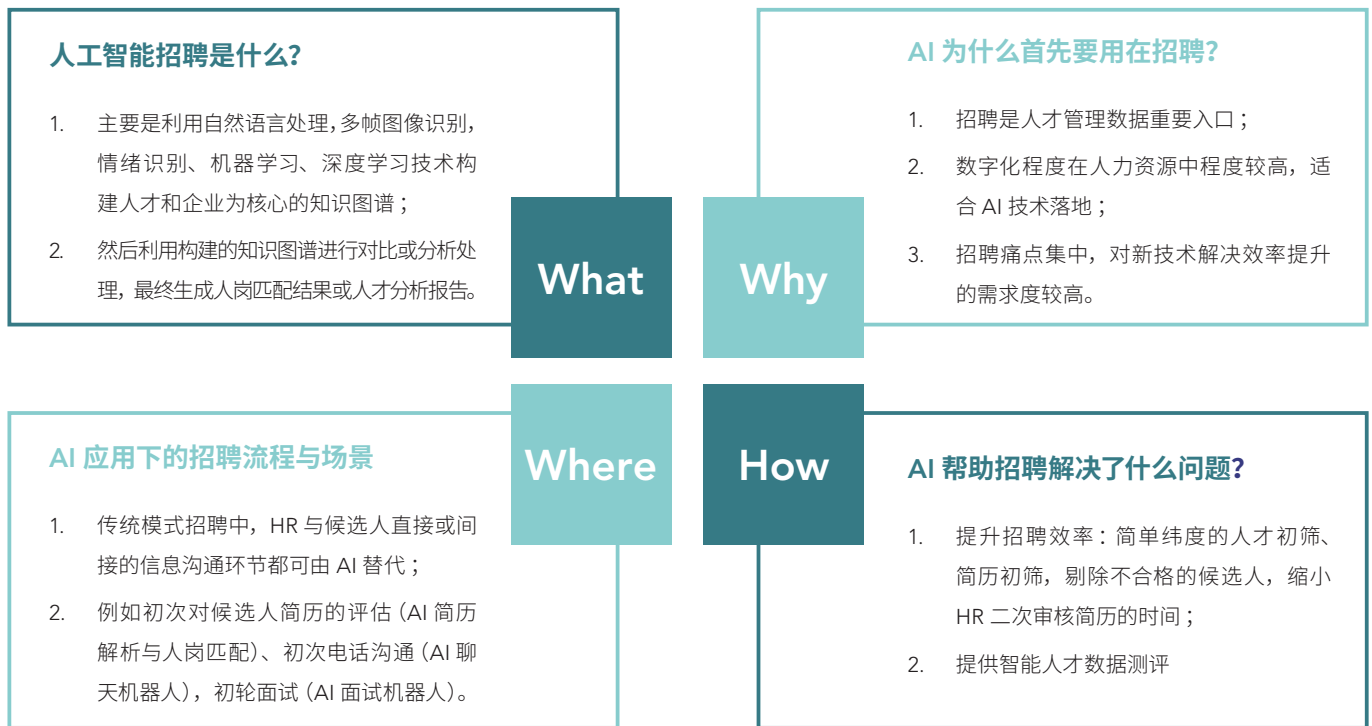 人工智能招聘是什么？
1. 主要是利用自然语言处理，多帧图像识别，
情绪识别、机器学习、深度学习技术构
建人才和企业为核心的知识图谱；
2. 然后利用构建的知识图谱进行对比或分析处
理，最终生成人岗匹配结果或人才分析报告。
What
AI 为什么首先要用在招聘？
1. 招聘是人才管理数据重要入口；
2. 数字化程度在人力资源中程度较高，适
合 AI 技术落地；
3. 招聘痛点集中，对新技术解决效率提升
的需求度较高。
Why
AI 应用下的招聘流程与场景
1. 传统模式招聘中，HR 与候选人直接或间
接的信息沟通环节都可由 AI 替代；
2. 例如初次对候选人简历的评估（AI 简历
解析与人岗匹配）、初次电话沟通（AI 聊
天机器人），初轮面试（AI 面试机器人）。
Where
How
AI 帮助招聘解决了什么问题？
1. 提升招聘效率：简单纬度的人才初筛、
简历初筛，剔除不合格的候选人，缩小
HR 二次审核简历的时间；
2. 提供智能人才数据测评